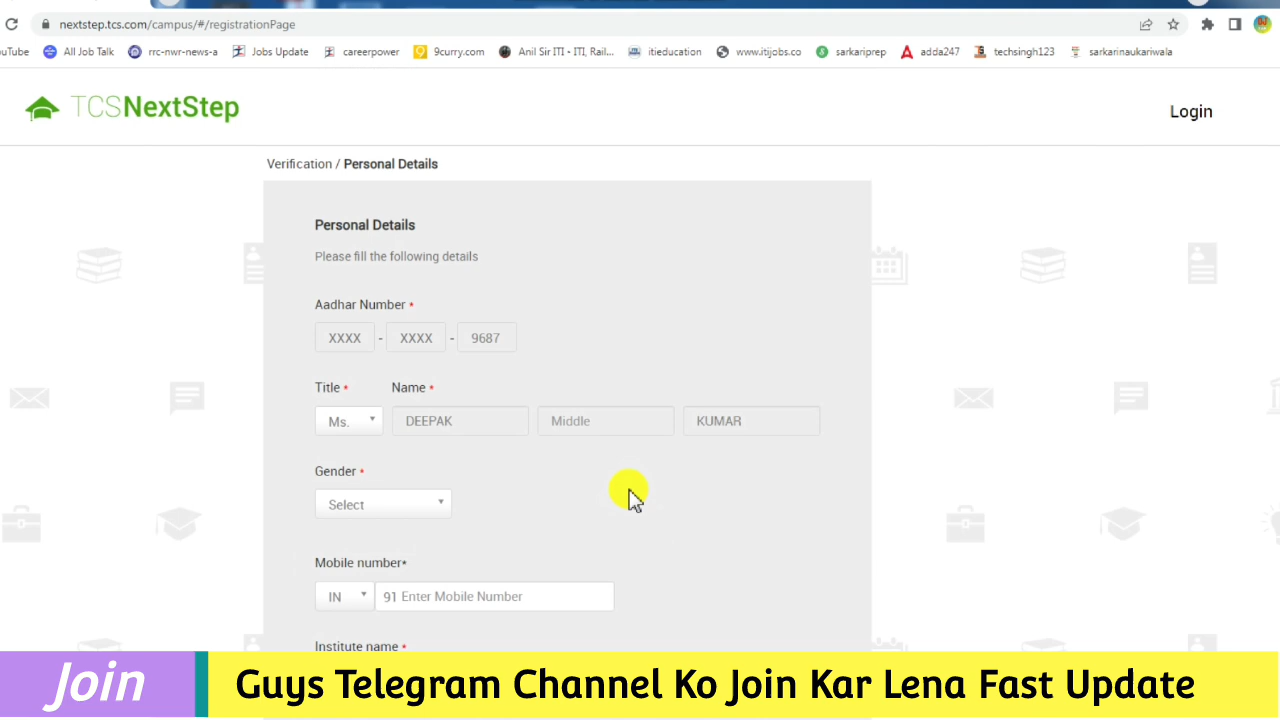 nextstep.tcs.com/campus/#/registrationPage
uTube All Job Talk rrc-nwr-news-a Jobs Update careerpower 9curry.com Anil Sir ITI - ITI, Rail... itieducation www.itijobs.co sarkariprep adda247 techsingh123 sarkarinaukariwala
TCSNextStep
Login
Verification / Personal Details
Personal Details
Please fill the following details
Aadhar Number *
XXXX - XXXX - 9687
Title * Name *
Ms. DEEPAK Middle KUMAR
Gender *
Select
Mobile number*
IN 91 Enter Mobile Number
Institute name *
Join Guys Telegram Channel Ko Join Kar Lena Fast Update